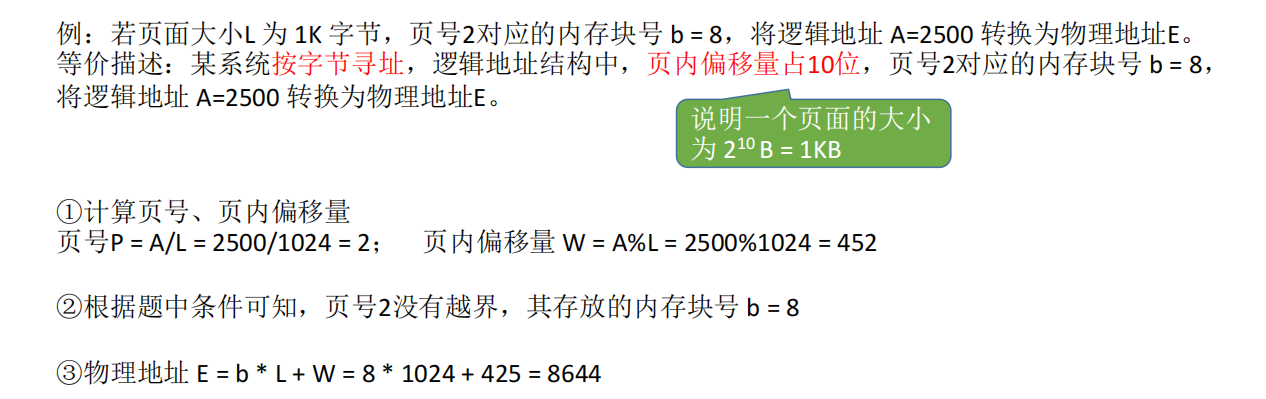 例：若页面大小L 为 1K 字节，页号2对应的内存块号 b = 8，将逻辑地址 A=2500 转换为物理地址E。
等价描述：某系统按字节寻址，逻辑地址结构中，页内偏移量占10位，页号2对应的内存块号 b = 8，
将逻辑地址 A=2500 转换为物理地址E。
说明一个页面的大小
为 2¹⁰ B = 1KB
①计算页号、页内偏移量
页号P = A/L = 2500/1024 = 2； 页内偏移量 W = A%L = 2500%1024 = 452
②根据题中条件可知，页号2没有越界，其存放的内存块号 b = 8
③物理地址 E = b * L + W = 8 * 1024 + 425 = 8644